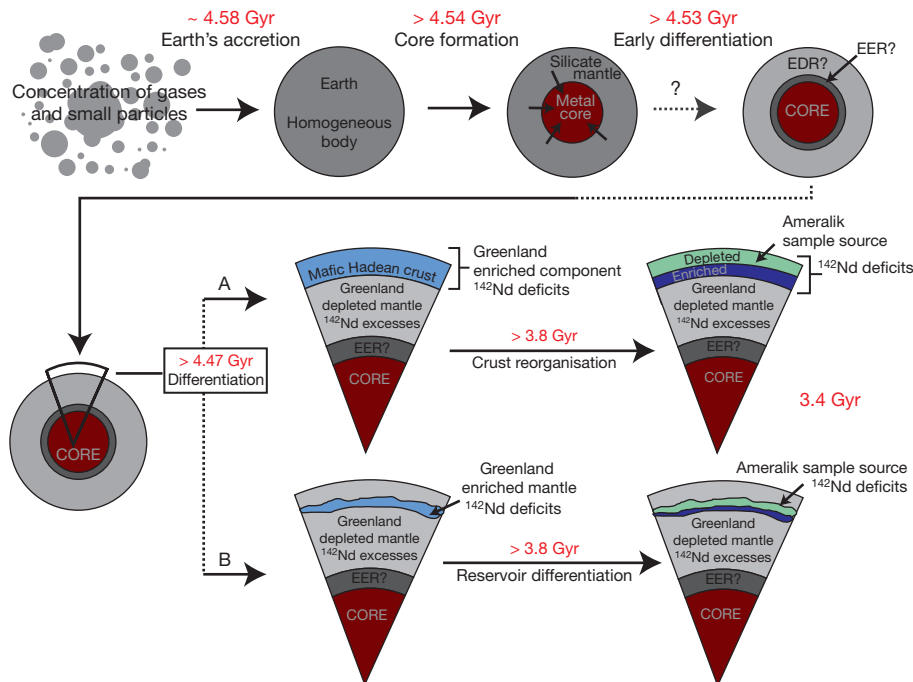 ~ 4.58 Gyr
Earth's accretion
> 4.54 Gyr
Core formation
> 4.53 Gyr
Early differentiation
Concentration of gases
and small particles
Earth
Homogeneous
body
Silicate
mantle
Metal
core
?
EDR?
EER?
CORE
A
Mafic Hadean crust
Greenland
enriched component
¹⁴²Nd deficits
Greenland
depleted mantle
¹⁴²Nd excesses
EER?
CORE
> 3.8 Gyr
Crust reorganisation
Ameralik
sample source
Depleted
Enriched
¹⁴²Nd deficits
Greenland
depleted mantle
¹⁴²Nd excesses
EER?
CORE
3.4 Gyr
> 4.47 Gyr
Differentiation
CORE
B
Greenland
enriched mantle
¹⁴²Nd deficits
Greenland
depleted mantle
¹⁴²Nd excesses
EER?
CORE
> 3.8 Gyr
Reservoir differentiation
Ameralik sample source
¹⁴²Nd deficits
Greenland
depleted mantle
¹⁴²Nd excesses
EER?
CORE